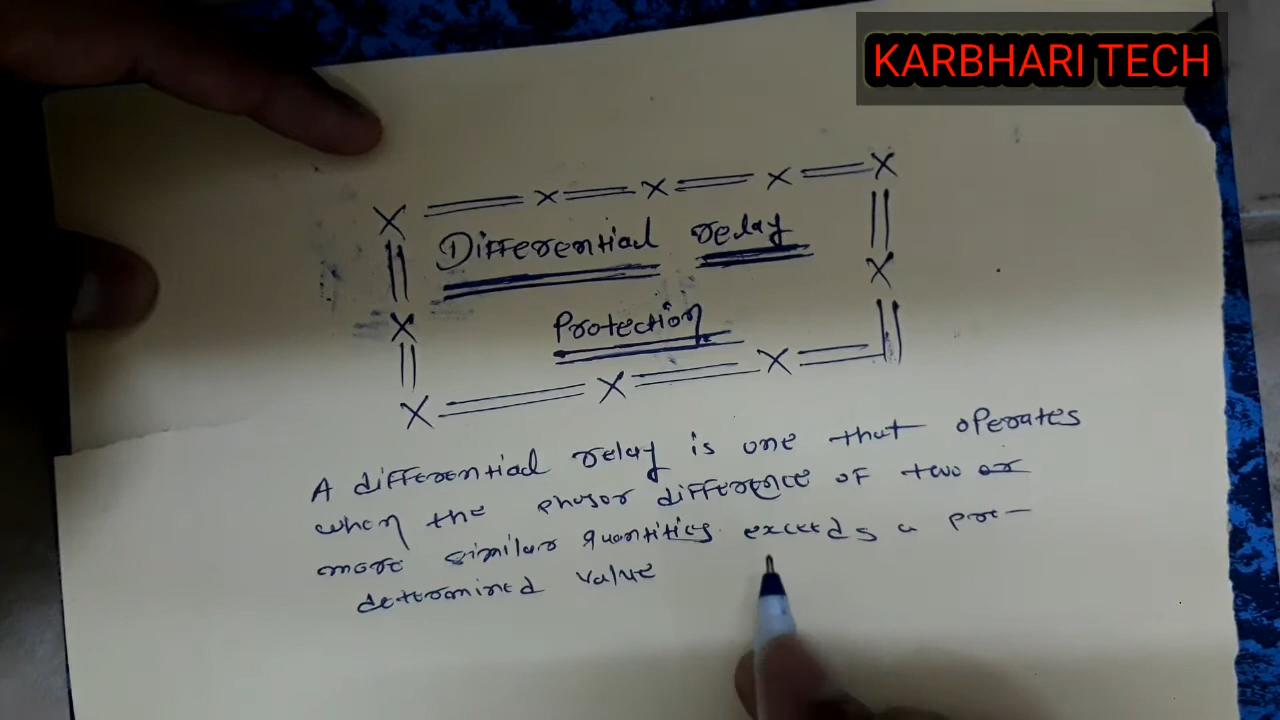 KARBHARI TECH
Differential relay
Protection
A differential relay is one that operates
when the phasor difference of two or
more similar quantities exceeds a pre-
determined value